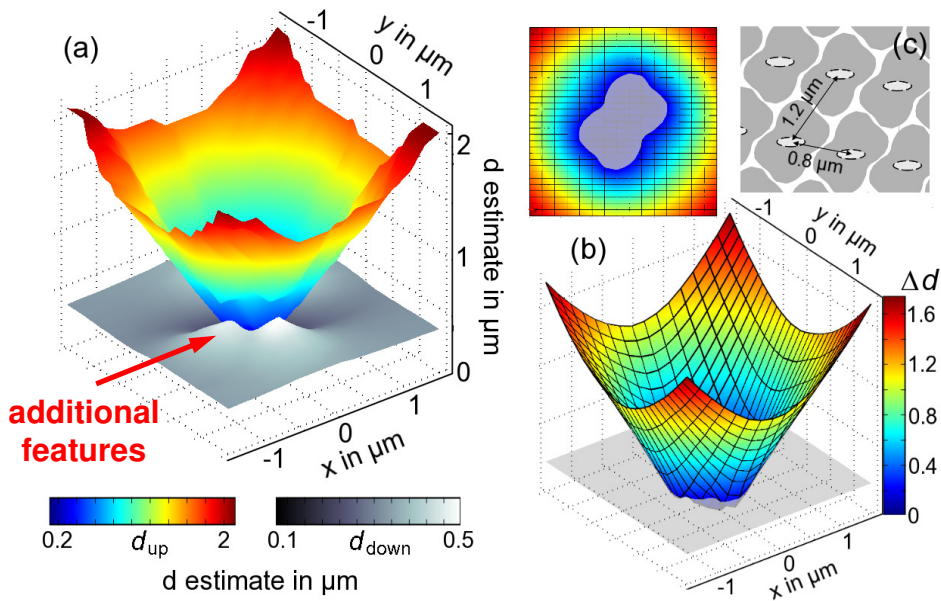 (a)
-1
0
1
y in µm
2
1
0
d estimate in µm
additional
features
-1
0
1
x in µm
0.2
d up
2
0.1
d down
0.5
d estimate in µm
(c)
1.2 µm
0.8 µm
(b)
-1
0
1
y in µm
Δd
1.6
1.2
0.8
0.4
0
-1
0
1
x in µm